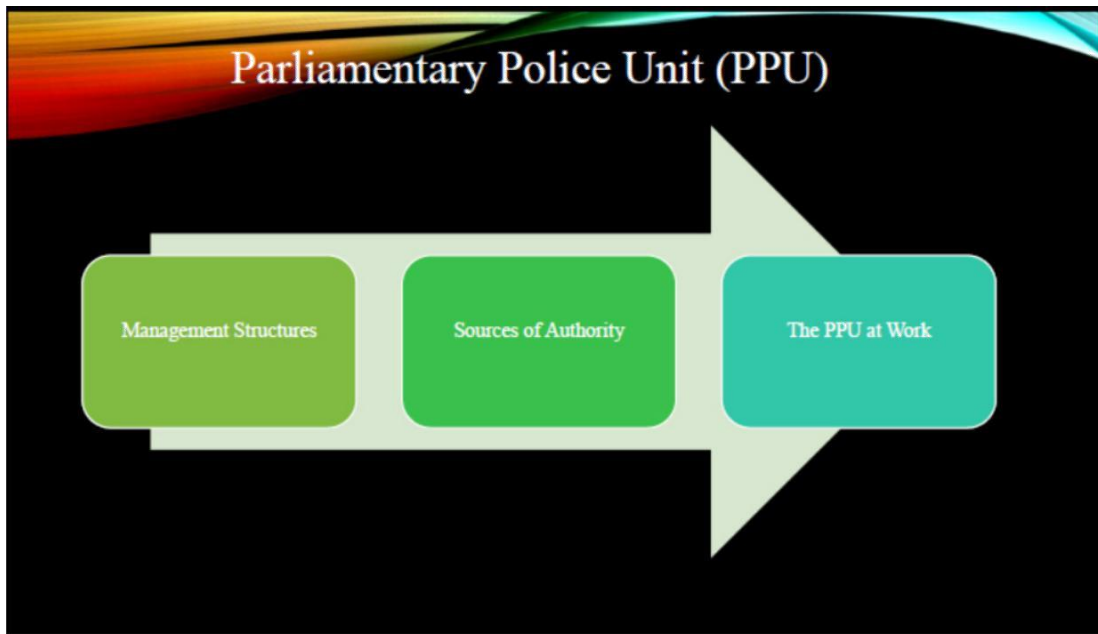 Parliamentary Police Unit (PPU)
Management Structures
Sources of Authority
The PPU at Work